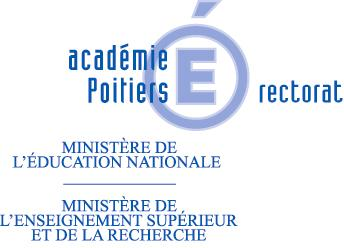 académie
Poitiers É rectorat
MINISTÈRE DE
L'ÉDUCATION NATIONALE
MINISTÈRE DE
L'ENSEIGNEMENT SUPÉRIEUR
ET DE LA RECHERCHE